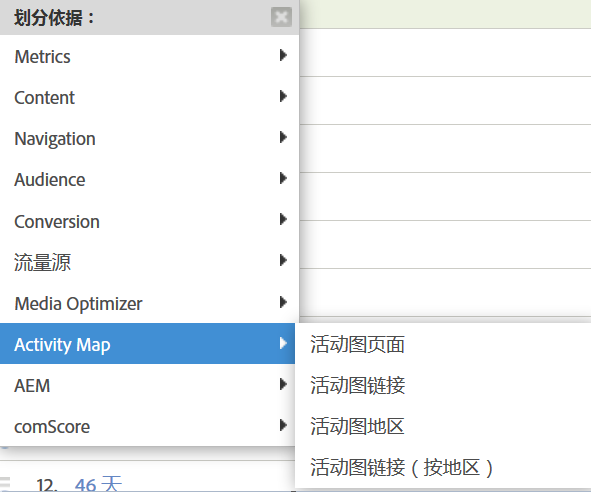 划分依据：
Metrics
Content
Navigation
Audience
Conversion
流量源
Media Optimizer
Activity Map
活动图页面
AEM
活动图链接
comScore
活动图地区
活动图链接（按地区）
12. 46 天